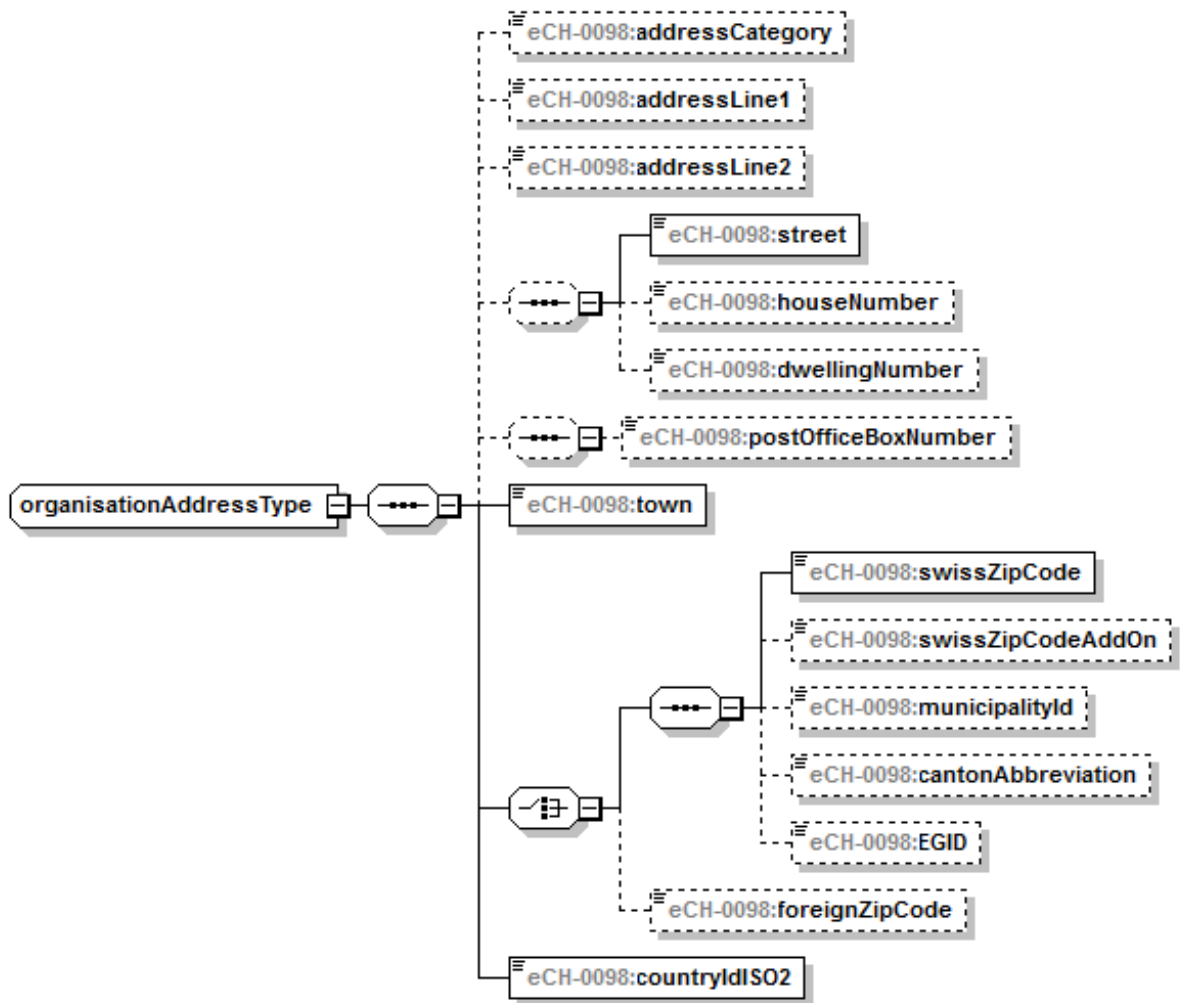 eCH-0098:addressCategory
eCH-0098:addressLine1
eCH-0098:addressLine2
eCH-0098:street
eCH-0098:houseNumber
eCH-0098:dwellingNumber
eCH-0098:postOfficeBoxNumber
organisationAddressType
eCH-0098:town
eCH-0098:swissZipCode
eCH-0098:swissZipCodeAddOn
eCH-0098:municipalityId
eCH-0098:cantonAbbreviation
eCH-0098:EGID
eCH-0098:foreignZipCode
eCH-0098:countryIdISO2